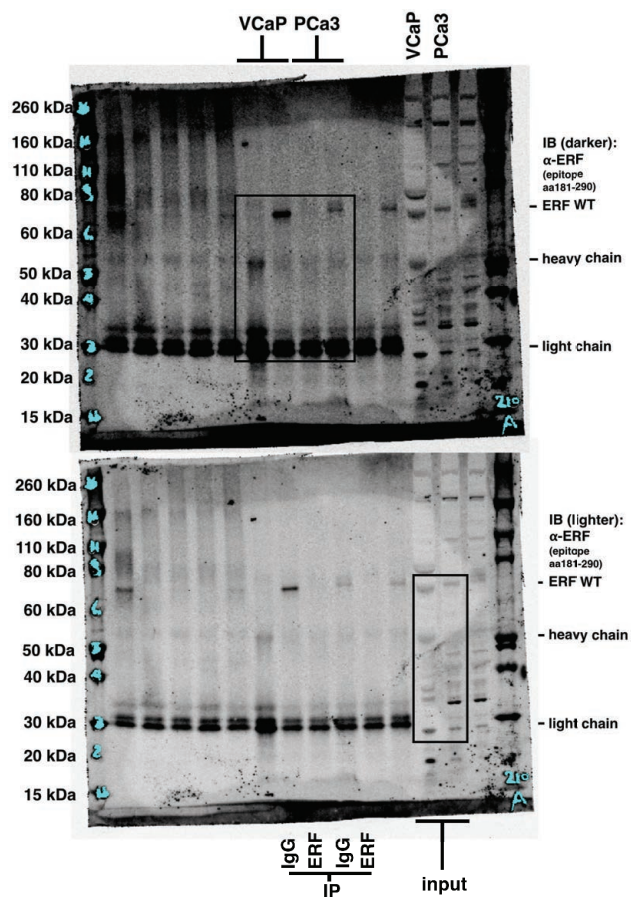 VCaP PCa3
VCaP
PCa3
260 kDa
160 kDa
110 kDa
80 kDa
60 kDa
50 kDa
40 kDa
30 kDa
20 kDa
15 kDa
IB (darker):
α-ERF
(epitope
aa181-290)
ERF WT
heavy chain
light chain
210
A
260 kDa
160 kDa
110 kDa
80 kDa
60 kDa
50 kDa
40 kDa
30 kDa
20 kDa
15 kDa
IB (lighter):
α-ERF
(epitope
aa181-290)
ERF WT
heavy chain
light chain
210
A
IgG
ERF
IgG
ERF
IP
input